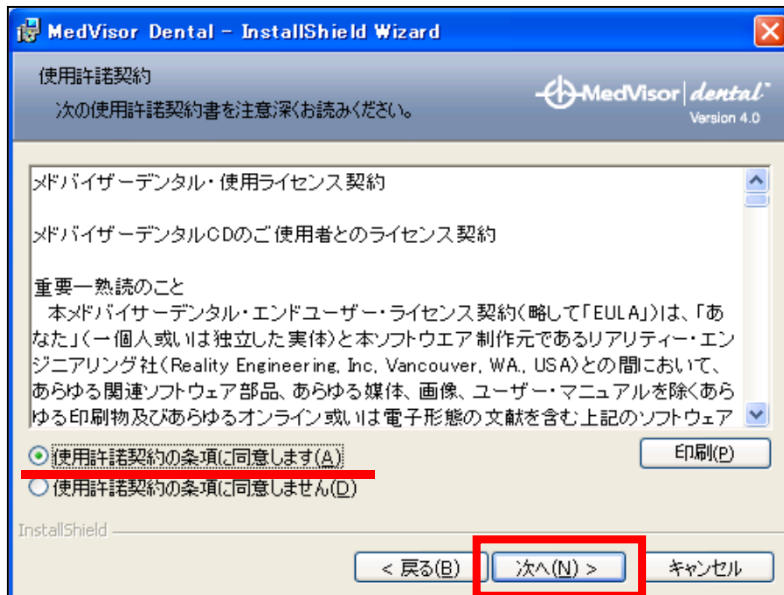 MedVisor Dental - InstallShield Wizard
使用許諾契約
次の使用許諾契約書を注意深くお読みください。
MedVisor dental™
Version 4.0
メドバイザーデンタル・使用ライセンス契約
メドバイザーデンタルCDのご使用者とのライセンス契約
重要―熟読のこと
本メドバイサーデンタル・エンドユーザー・ライセンス契約(略して「EULA」)は、「あ
なた」(一個人或いは独立した実体)と本ソフトウエア制作元であるリアリティー・エン
ジニアリング社(Reality Engineering, Inc, Vancouver, WA, USA)との間において、
あらゆる関連ソフトウェア部品、あらゆる媒体、画像、ユーザー・マニュアルを除くあら
ゆる印刷物及びあらゆるオンライン或いは電子形態の文献を含む上記のソフトウェア
使用許諾契約の条項に同意します(A)
印刷(P)
使用許諾契約の条項に同意しません(D)
InstallShield
< 戻る(B)
次へ(N) >
キャンセル